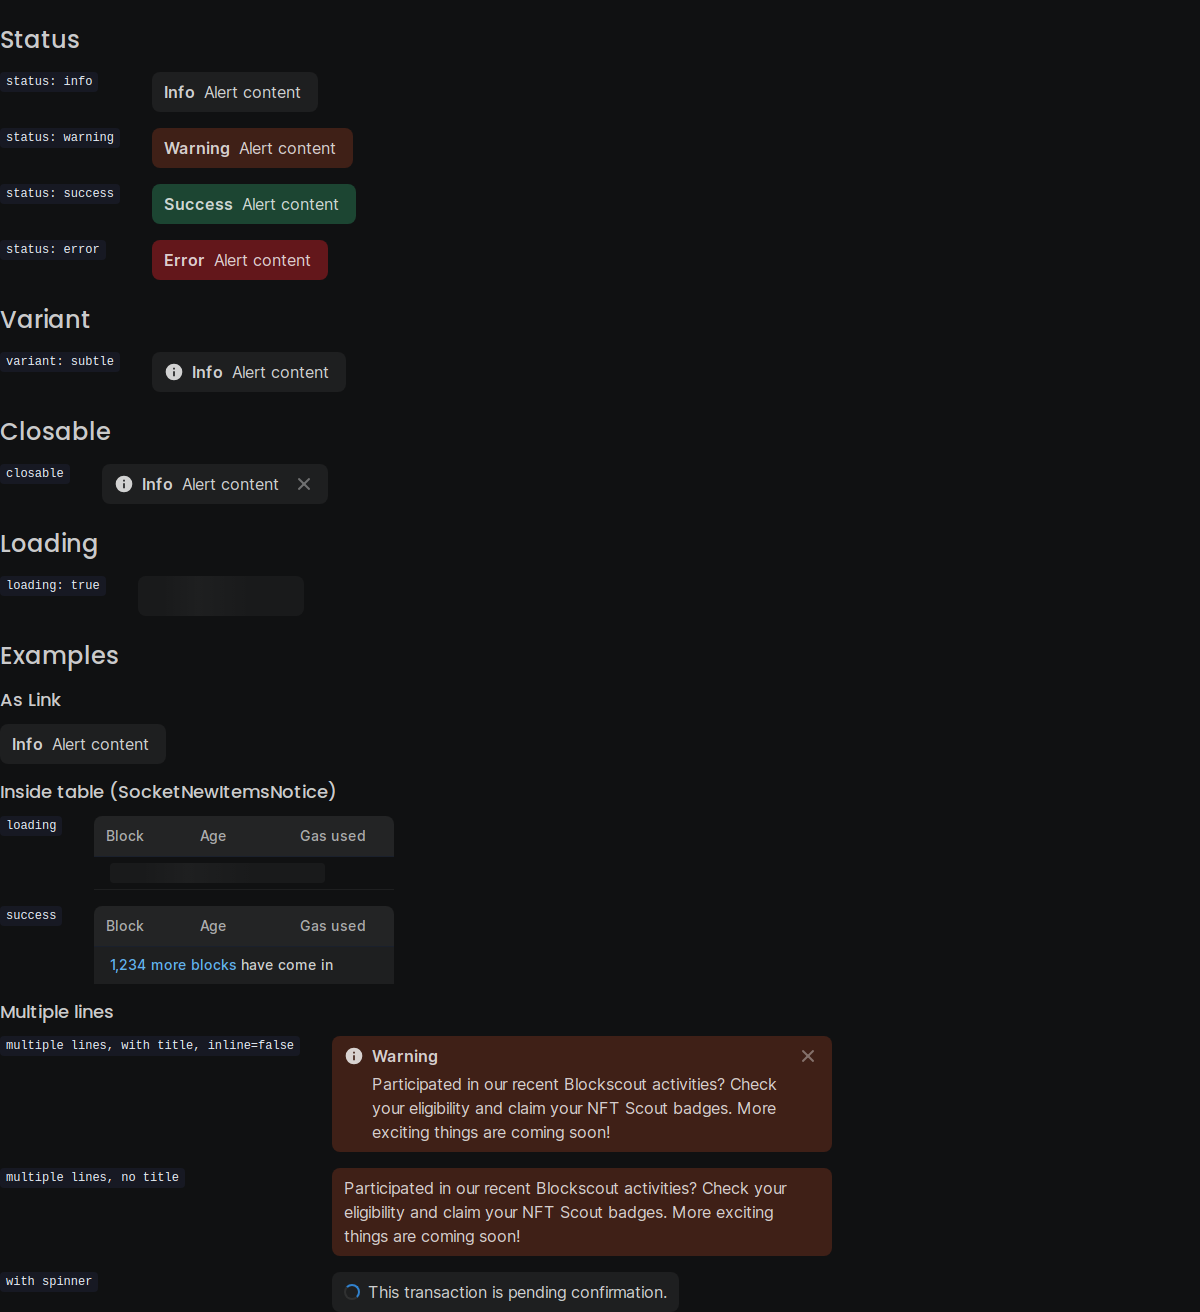 Status
status: info
Info Alert content
status: warning
Warning Alert content
status: success
Success Alert content
status: error
Error Alert content
Variant
variant: subtle
Info Alert content
Closable
closable
Info Alert content
Loading
loading: true
Examples
As Link
Info Alert content
Inside table (SocketNewItemsNotice)
loading
Block Age Gas used
success
Block Age Gas used
1,234 more blocks have come in
Multiple lines
multiple lines, with title, inline=false
Warning
Participated in our recent Blockscout activities? Check
your eligibility and claim your NFT Scout badges. More
exciting things are coming soon!
multiple lines, no title
Participated in our recent Blockscout activities? Check your
eligibility and claim your NFT Scout badges. More exciting
things are coming soon!
with spinner
This transaction is pending confirmation.